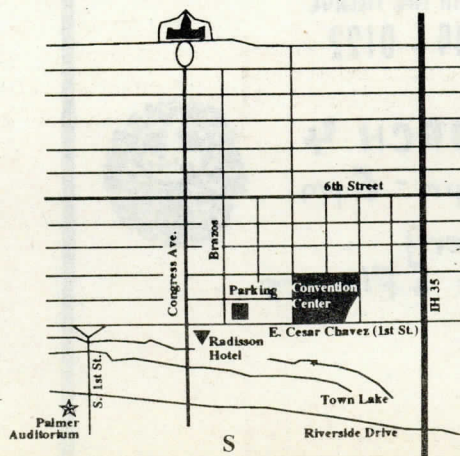 6th Street
Congress Ave.
Brazos
IH 35
Parking
Convention
Center
E. Cesar Chavez (1st St.)
Radisson
Hotel
S. 1st St.
Town Lake
Palmer
Auditorium
Riverside Drive
S